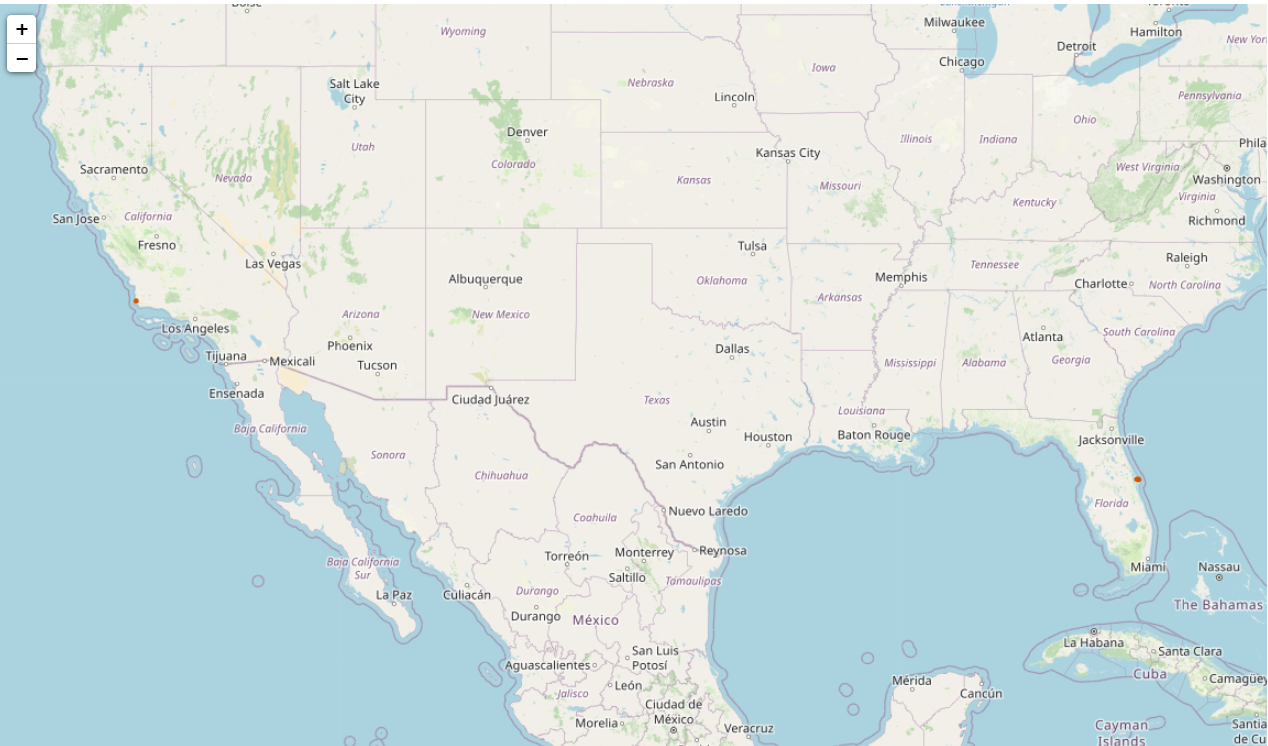 Boise
Toronto
+
Milwaukee
Hamilton
Wyoming
Detroit
New Yor
−
Chicago
Iowa
Nebraska
Salt Lake
City
Lincoln
Pennsylvania
Ohio
Denver
Illinois
Indiana
Utah
Kansas City
Phila
Colorado
Sacramento
West Virginia
Nevada
Kansas
Missouri
Washington
Virginia
Kentucky
San Jose
California
Richmond
Fresno
Tulsa
Las Vegas
Raleigh
Tennessee
Albuquerque
Oklahoma
Memphis
Charlotte
North Carolina
Arkansas
Arizona
New Mexico
Los Angeles
South Carolina
Atlanta
Phoenix
Dallas
Tijuana
Mexicali
Tucson
Mississippi
Alabama
Georgia
Ensenada
Ciudad Juárez
Texas
Louisiana
Austin
Baja California
Houston
Baton Rouge
Jacksonville
Sonora
San Antonio
Chihuahua
Florida
Nuevo Laredo
Coahuila
Torreón
Monterrey
Reynosa
Baja California
Sur
Miami
Nassau
Saltillo
Tamaulipas
La Paz
Culiacán
Durango
The Bahamas
Durango
México
La Habana
San Luis
Potosí
Santa Clara
Aguascalientes
Cuba
Mérida
Camagüey
León
Jalisco
Cancún
Ciudad de
México
Morelia
Veracruz
Cayman
Islands
Santia
de Cu